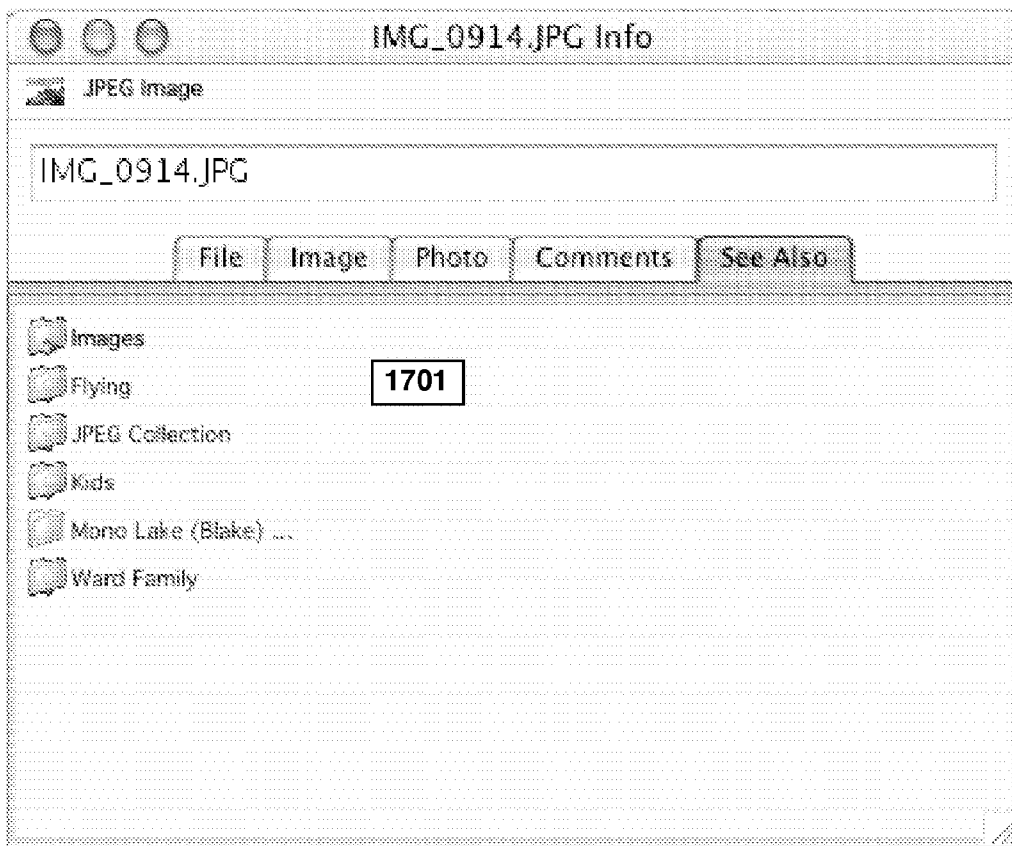 IMG_0914.JPG Info
JPEG Image
IMG_0914.JPG
File Image Photo Comments See Also
Images
Flying
1701
JPEG Collection
Kids
Mono Lake (Blake) ...
Ward Family